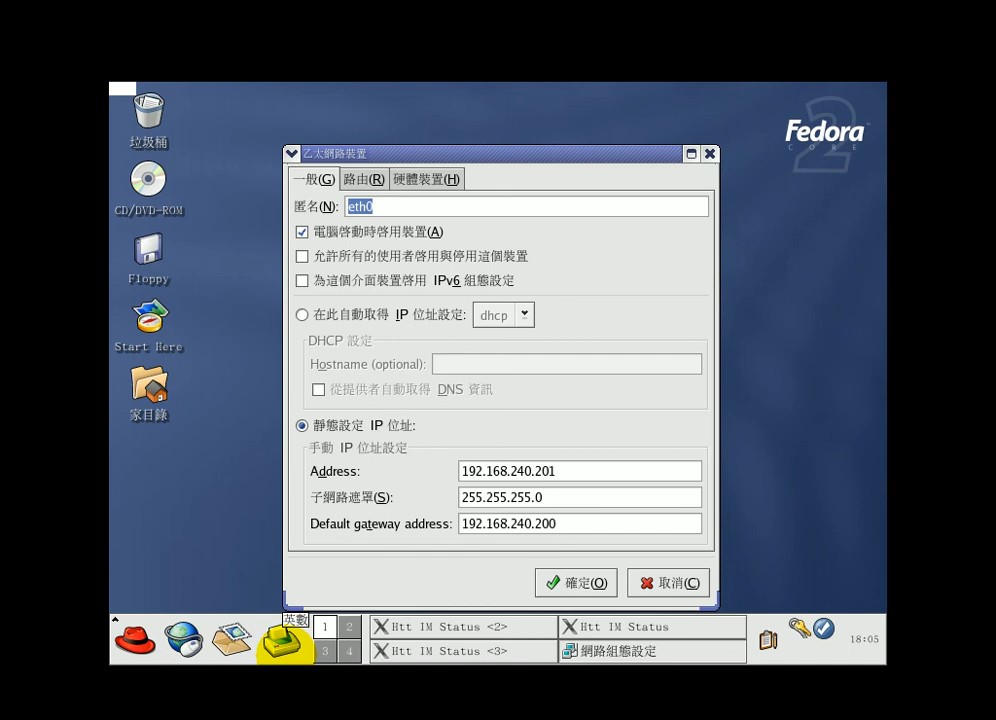 垃圾桶
CD/DVD-ROM
Floppy
Start Here
家目錄
Fedora
CORE
2
乙太網路裝置
一般(G) 路由(R) 硬體裝置(H)
匿名(N): eth0
電腦啓動時啓用裝置(A)
允許所有的使用者啓用與停用這個裝置
為這個介面裝置啓用 IPv6 組態設定
在此自動取得 IP 位址設定: dhcp
DHCP 設定
Hostname (optional):
從提供者自動取得 DNS 資訊
靜態設定 IP 位址:
手動 IP 位址設定
Address: 192.168.240.201
子網路遮罩(S): 255.255.255.0
Default gateway address: 192.168.240.200
確定(O) 取消(C)
英數
1 2
3 4
Htt IM Status <2> Htt IM Status
Htt IM Status <3> 網路組態設定
18:05